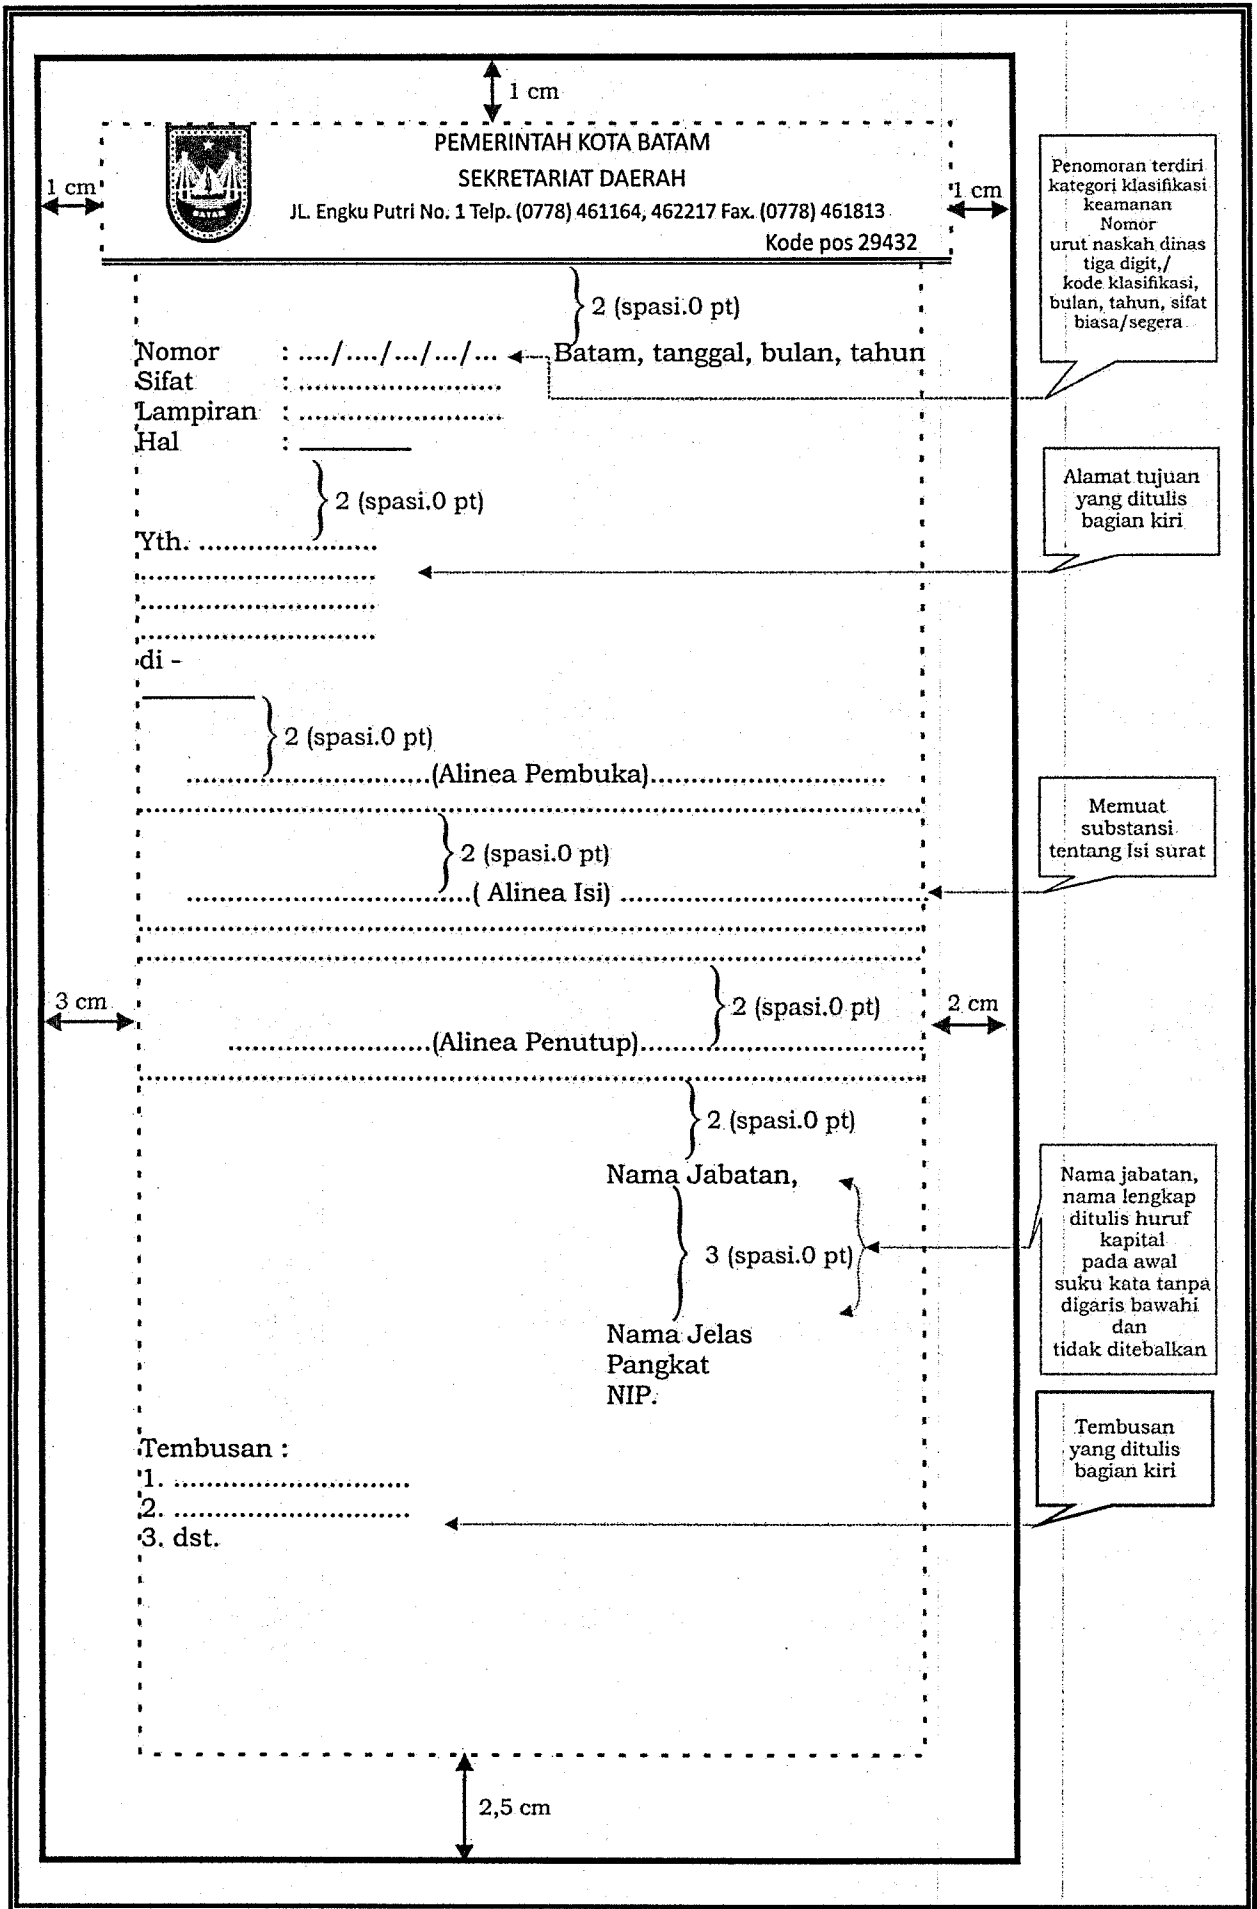 1 cm
PEMERINTAH KOTA BATAM
SEKRETARIAT DAERAH
JL. Engku Putri No. 1 Telp. (0778) 461164, 462217 Fax. (0778) 461813
Kode pos 29432
1 cm
1 cm
Penomoran terdiri
kategori klasifikasi
keamanan
Nomor
urut naskah dinas
tiga digit,/
kode klasifikasi,
bulan, tahun, sifat
biasa/segera
2 (spasi.0 pt)
Nomor : ..../..../.../.../... Batam, tanggal, bulan, tahun
Sifat : ..............................
Lampiran : ..............................
Hal : __________
2 (spasi.0 pt)
Alamat tujuan
yang ditulis
bagian kiri
Yth. ..........................
..................................
..................................
..................................
di -
__________
2 (spasi.0 pt)
...................................(Alinea Pembuka)..................................
................................................................................
2 (spasi.0 pt)
Memuat
substansi
tentang Isi surat
.........................................( Alinea Isi) ............................................
................................................................................
................................................................................
3 cm
2 (spasi.0 pt)
2 cm
.............................(Alinea Penutup).........................................
................................................................................
2 (spasi.0 pt)
Nama Jabatan,
3 (spasi.0 pt)
Nama jabatan,
nama lengkap
ditulis huruf
kapital
pada awal
suku kata tanpa
digaris bawahi
dan
tidak ditebalkan
Nama Jelas
Pangkat
NIP.
Tembusan :
1. ..................................
2. ..................................
3. dst.
Tembusan
yang ditulis
bagian kiri
2,5 cm